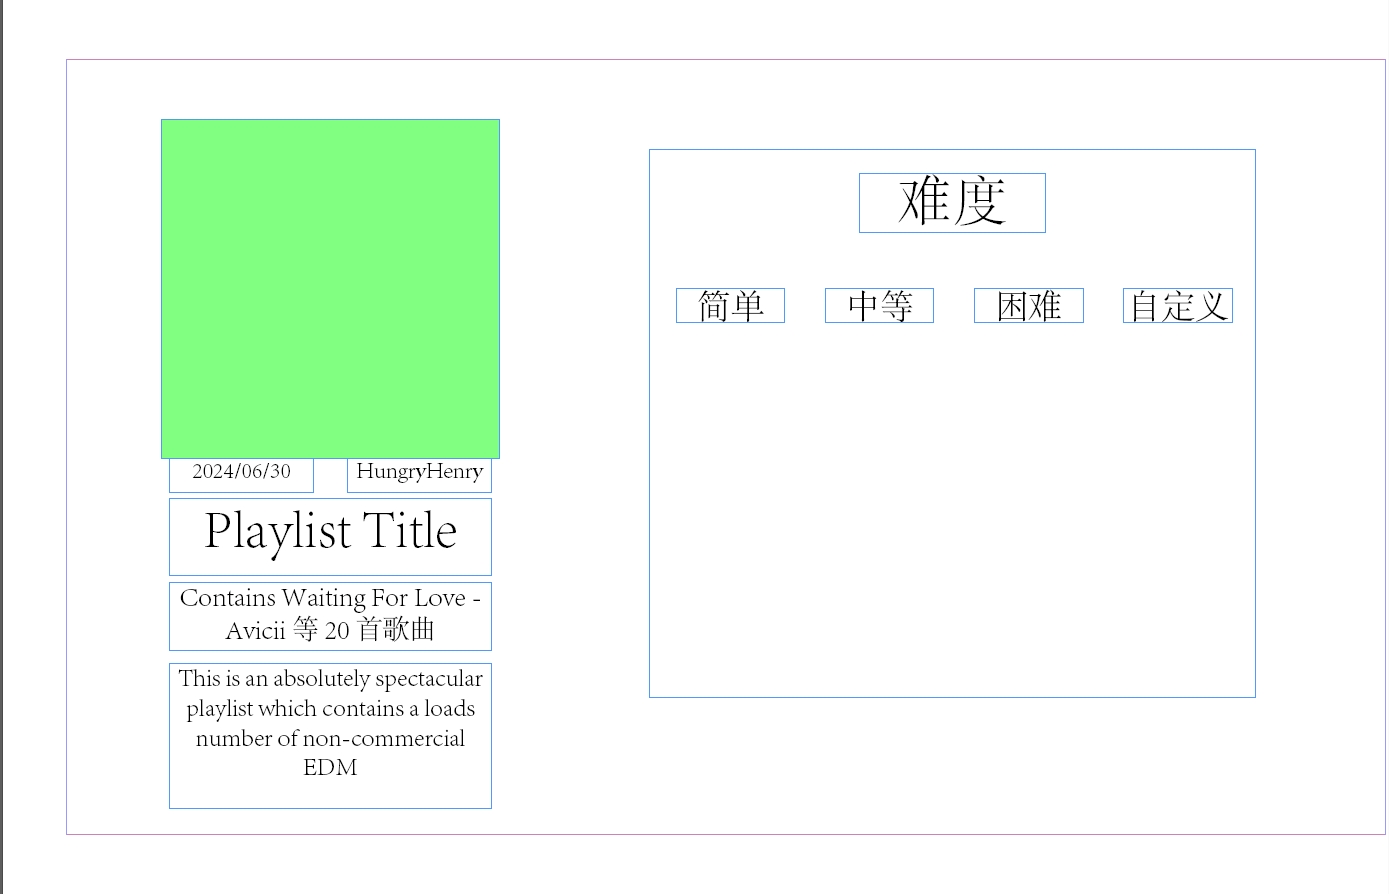 2024/06/30
HungryHenry
Playlist Title
Contains Waiting For Love -
Avicii 等 20 首歌曲
This is an absolutely spectacular
playlist which contains a loads
number of non-commercial
EDM
难度
简单
中等
困难
自定义